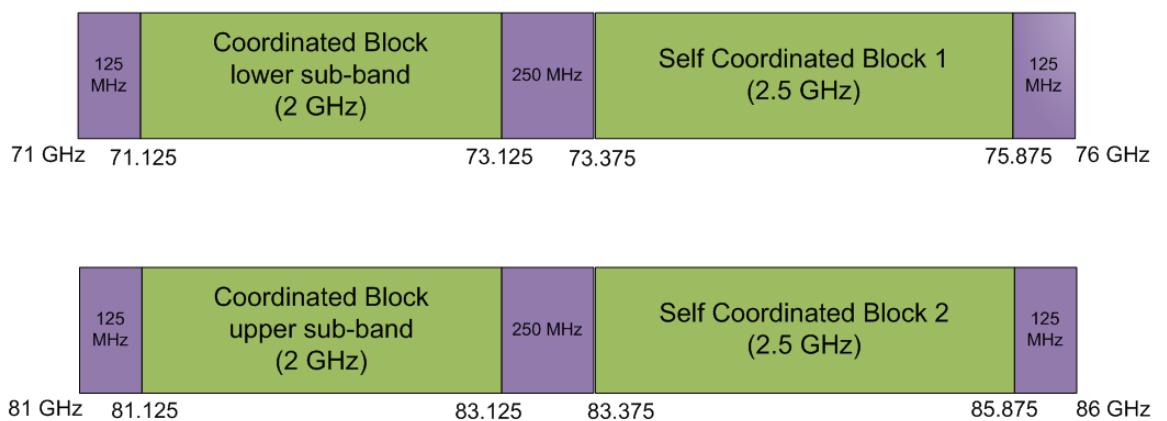 125
MHz
Coordinated Block
lower sub-band
(2 GHz)
250 MHz
Self Coordinated Block 1
(2.5 GHz)
125
MHz
71 GHz
71.125
73.125
73.375
75.875
76 GHz
125
MHz
Coordinated Block
upper sub-band
(2 GHz)
250 MHz
Self Coordinated Block 2
(2.5 GHz)
125
MHz
81 GHz
81.125
83.125
83.375
85.875
86 GHz